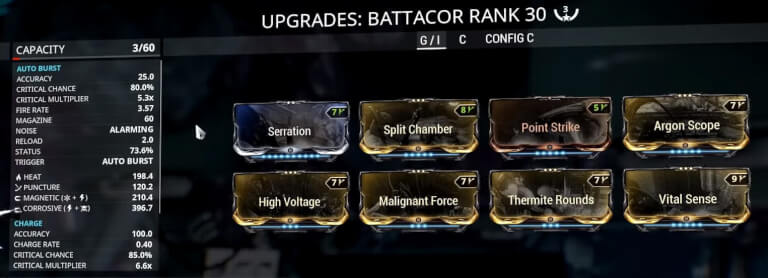 UPGRADES: BATTACOR RANK 30 3
G / I C CONFIG C
CAPACITY 3/60
AUTO BURST
ACCURACY 25.0
CRITICAL CHANCE 80.0%
CRITICAL MULTIPLIER 5.3x
FIRE RATE 3.57
MAGAZINE 60
NOISE ALARMING
RELOAD 2.0
STATUS 73.6%
TRIGGER AUTO BURST
HEAT 198.4
PUNCTURE 120.2
MAGNETIC ( + ) 210.4
CORROSIVE ( + ) 396.7
CHARGE
ACCURACY 100.0
CHARGE RATE 0.40
CRITICAL CHANCE 85.0%
CRITICAL MULTIPLIER 6.6x
7
Serration
8
Split Chamber
5
Point Strike
7
Argon Scope
7
High Voltage
7
Malignant Force
7
Thermite Rounds
9
Vital Sense